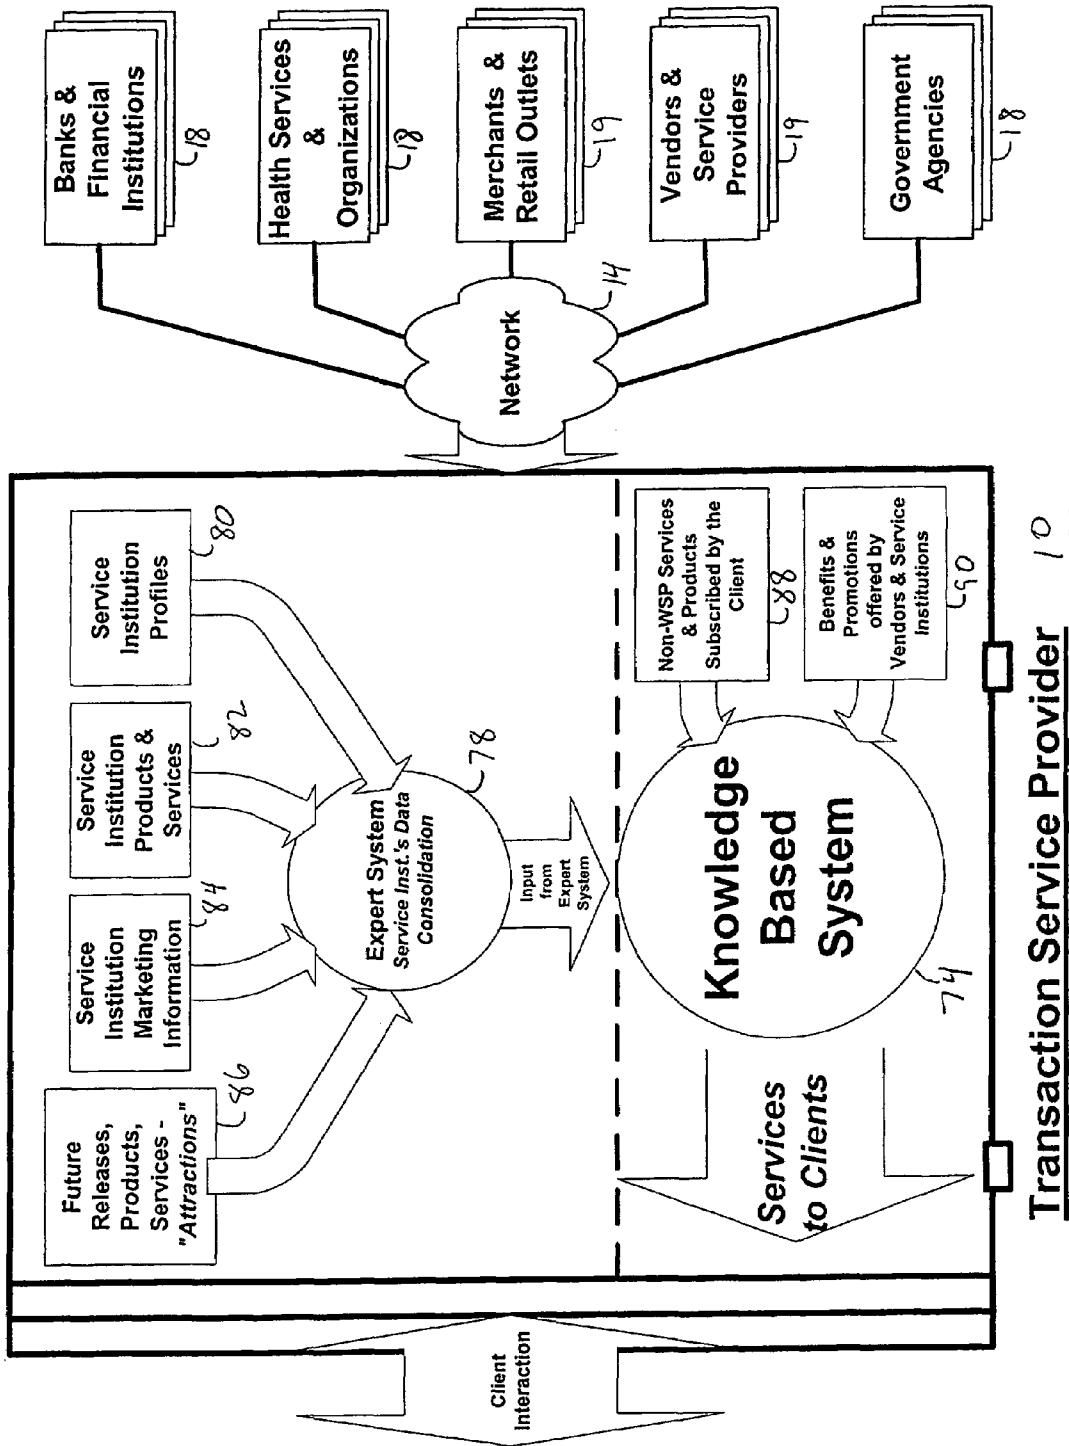 Future
Releases,
Products,
Services -
"Attractions"
86
Service
Institution
Marketing
Information
84
Service
Institution
Products &
Services
82
Service
Institution
Profiles
80
Expert System
Service Inst.'s Data
Consolidation
78
Input
from
Expert
System
Client
Interaction
Services
to Clients
Knowledge
Based
System
74
Non-WSP Services
& Products
Subscribed by the
Client
88
Benefits &
Promotions
offered by
Vendors & Service
Institutions
90
Network
14
Banks &
Financial
Institutions
18
Health Services
&
Organizations
18
Merchants &
Retail Outlets
19
Vendors &
Service
Providers
19
Government
Agencies
18
Transaction Service Provider 10